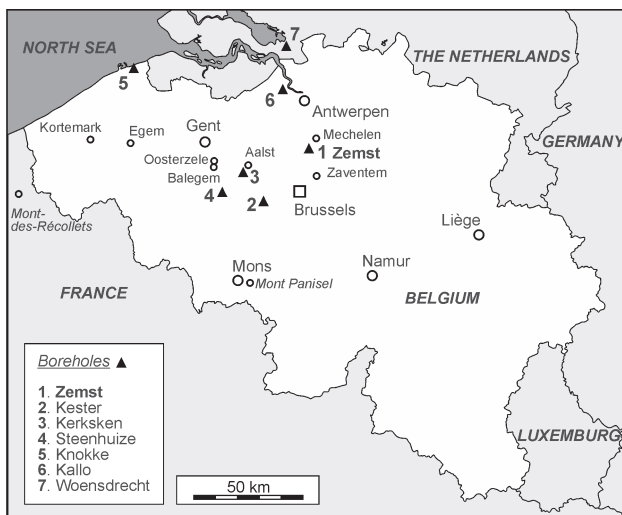 NORTH SEA
7
THE NETHERLANDS
5
6
Antwerpen
Kortemark
Egem
Gent
Mechelen
1 Zemst
GERMANY
Oosterzele
Aalst
Balegem
3
Zaventem
4
2
Brussels
Mont-
des-Récollets
Liège
Mons
Mont Panisel
Namur
FRANCE
BELGIUM
Boreholes
1. Zemst
2. Kester
3. Kerksken
4. Steenhuize
5. Knokke
6. Kallo
7. Woensdrecht
LUXEMBURG
50 km